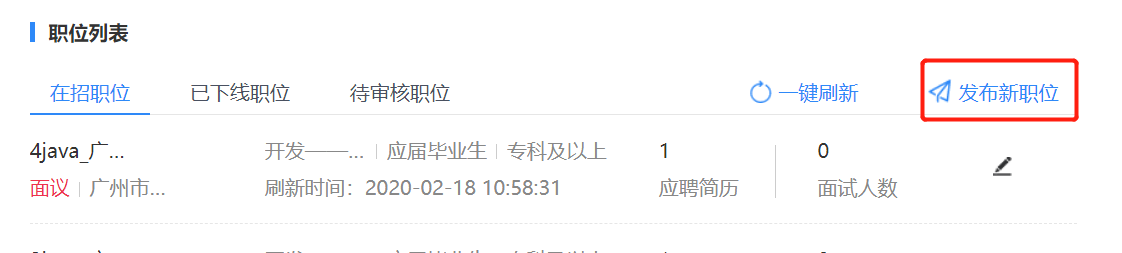 职位列表
在招职位 已下线职位 待审核职位 一键刷新 发布新职位
4java_广... 开发——... 应届毕业生 专科及以上 1 0
面议 广州市... 刷新时间：2020-02-18 10:58:31 应聘简历 面试人数